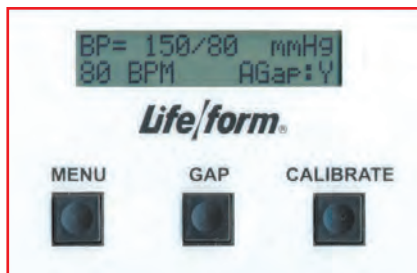 BP= 150/80 mmHg
80 BPM AGap:Y
Life/form®
MENU GAP CALIBRATE